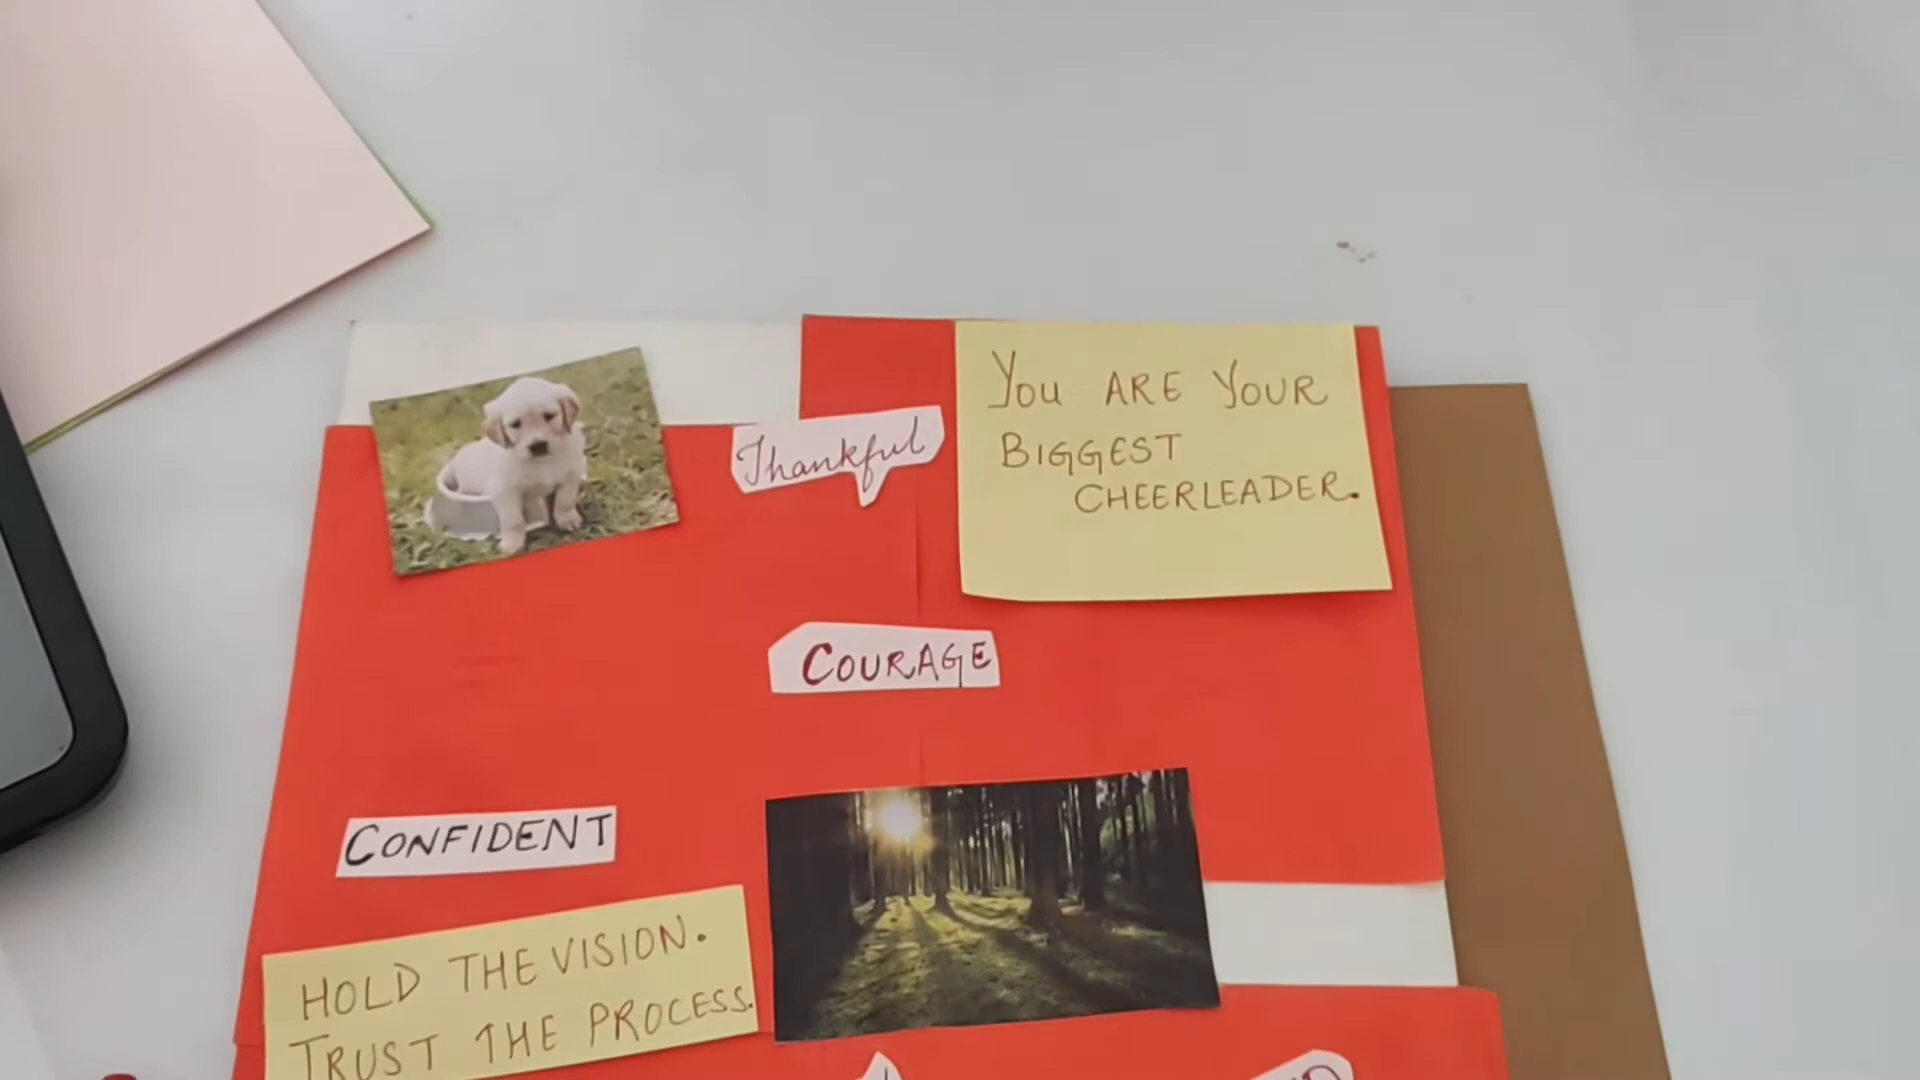 Thankful
You ARE YOUR
BIGGEST
CHEERLEADER.
COURAGE
CONFIDENT
HOLD THE VISION.
TRUST THE PROCESS.